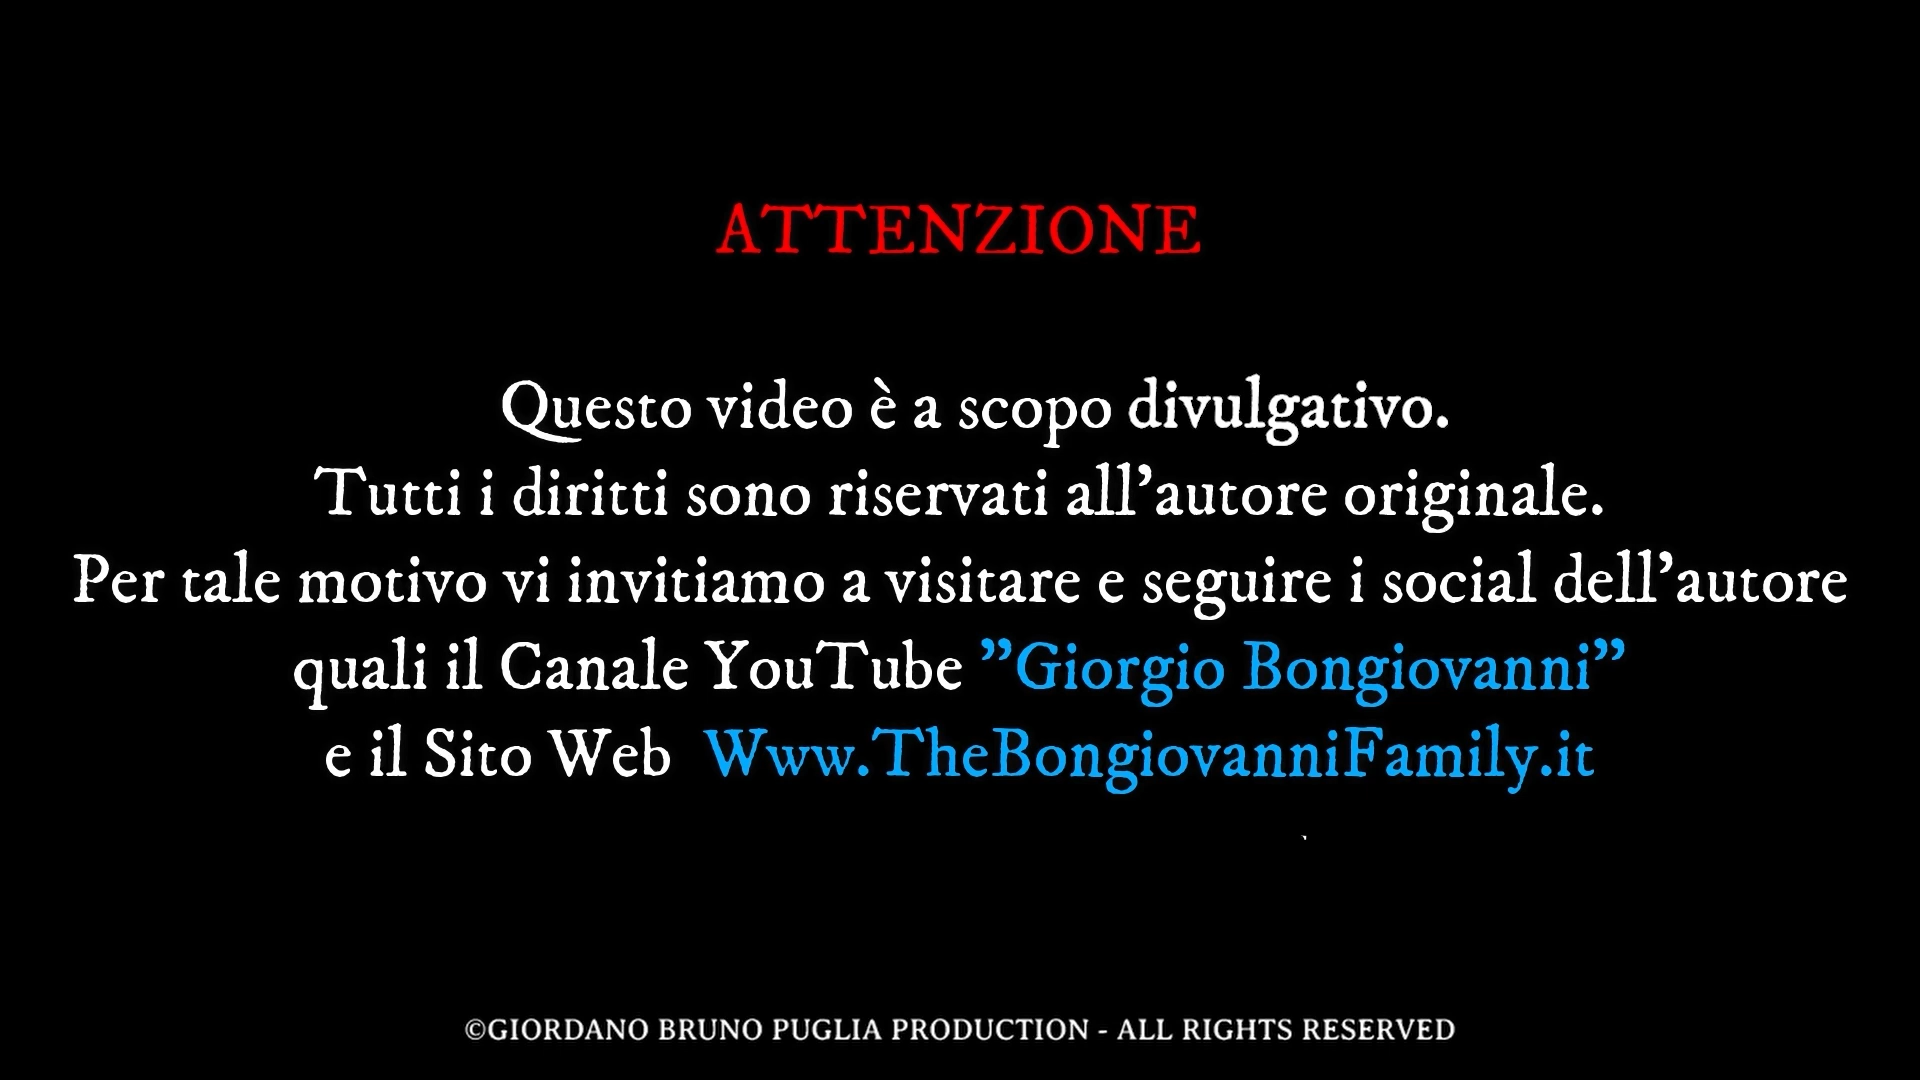 ATTENZIONE
Questo video è a scopo divulgativo.
Tutti i diritti sono riservati all’autore originale.
Per tale motivo vi invitiamo a visitare e seguire i social dell’autore
quali il Canale YouTube ”Giorgio Bongiovanni”
e il Sito Web Www.TheBongiovanniFamily.it
©GIORDANO BRUNO PUGLIA PRODUCTION - ALL RIGHTS RESERVED